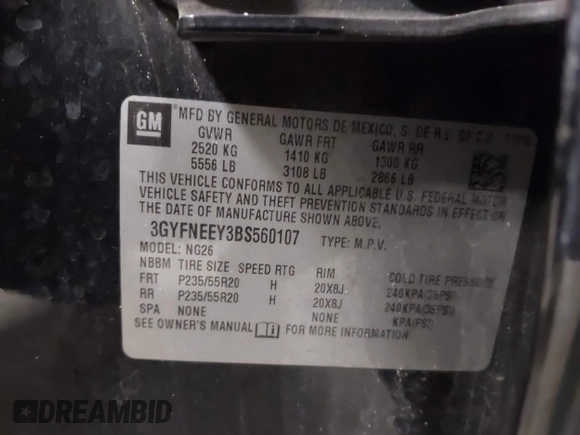 GM
MFD BY GENERAL MOTORS DE MEXICO, S. DE R.L. DE C.V.
GVWR GAWR FRT GAWR RR
2520 KG 1410 KG 1300 KG
5556 LB 3108 LB 2866 LB
THIS VEHICLE CONFORMS TO ALL APPLICABLE U.S. FEDERAL MOTOR
VEHICLE SAFETY AND THEFT PREVENTION STANDARDS IN EFFECT ON
THE DATE OF MANUFACTURE SHOWN ABOVE.
3GYFNEEY3BS560107 TYPE: M.P.V.
MODEL: NG26
NBBM TIRE SIZE SPEED RTG RIM COLD TIRE PRESSURE
FRT P235/55R20 H 20X8J 240KPA(35PSI)
RR P235/55R20 H 20X8J 240KPA(35PSI)
SPA NONE NONE KPA(PSI)
SEE OWNER'S MANUAL FOR MORE INFORMATION
DREAMBID